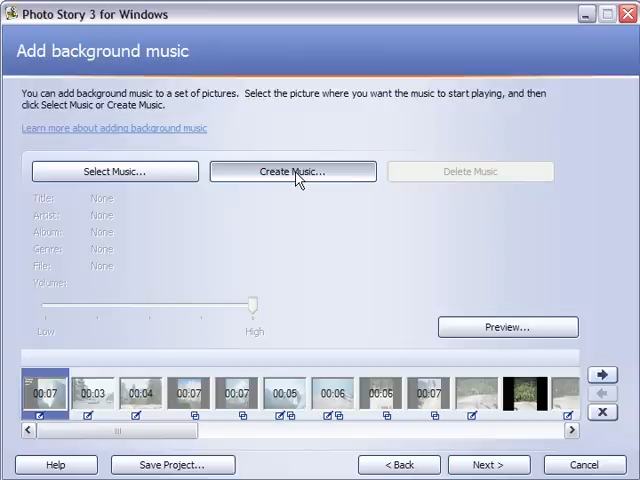 Photo Story 3 for Windows
Add background music
You can add background music to a set of pictures.  Select the picture where you want the music to start playing, and then
click Select Music or Create Music.
Learn more about adding background music
Select Music... Create Music... Delete Music
Title: None
Artist: None
Album: None
Genre: None
File: None
Volume:
Low High
Preview...
00:07 00:03 00:04 00:07 00:07 00:05 00:06 00:06 00:07
Help Save Project... < Back Next > Cancel